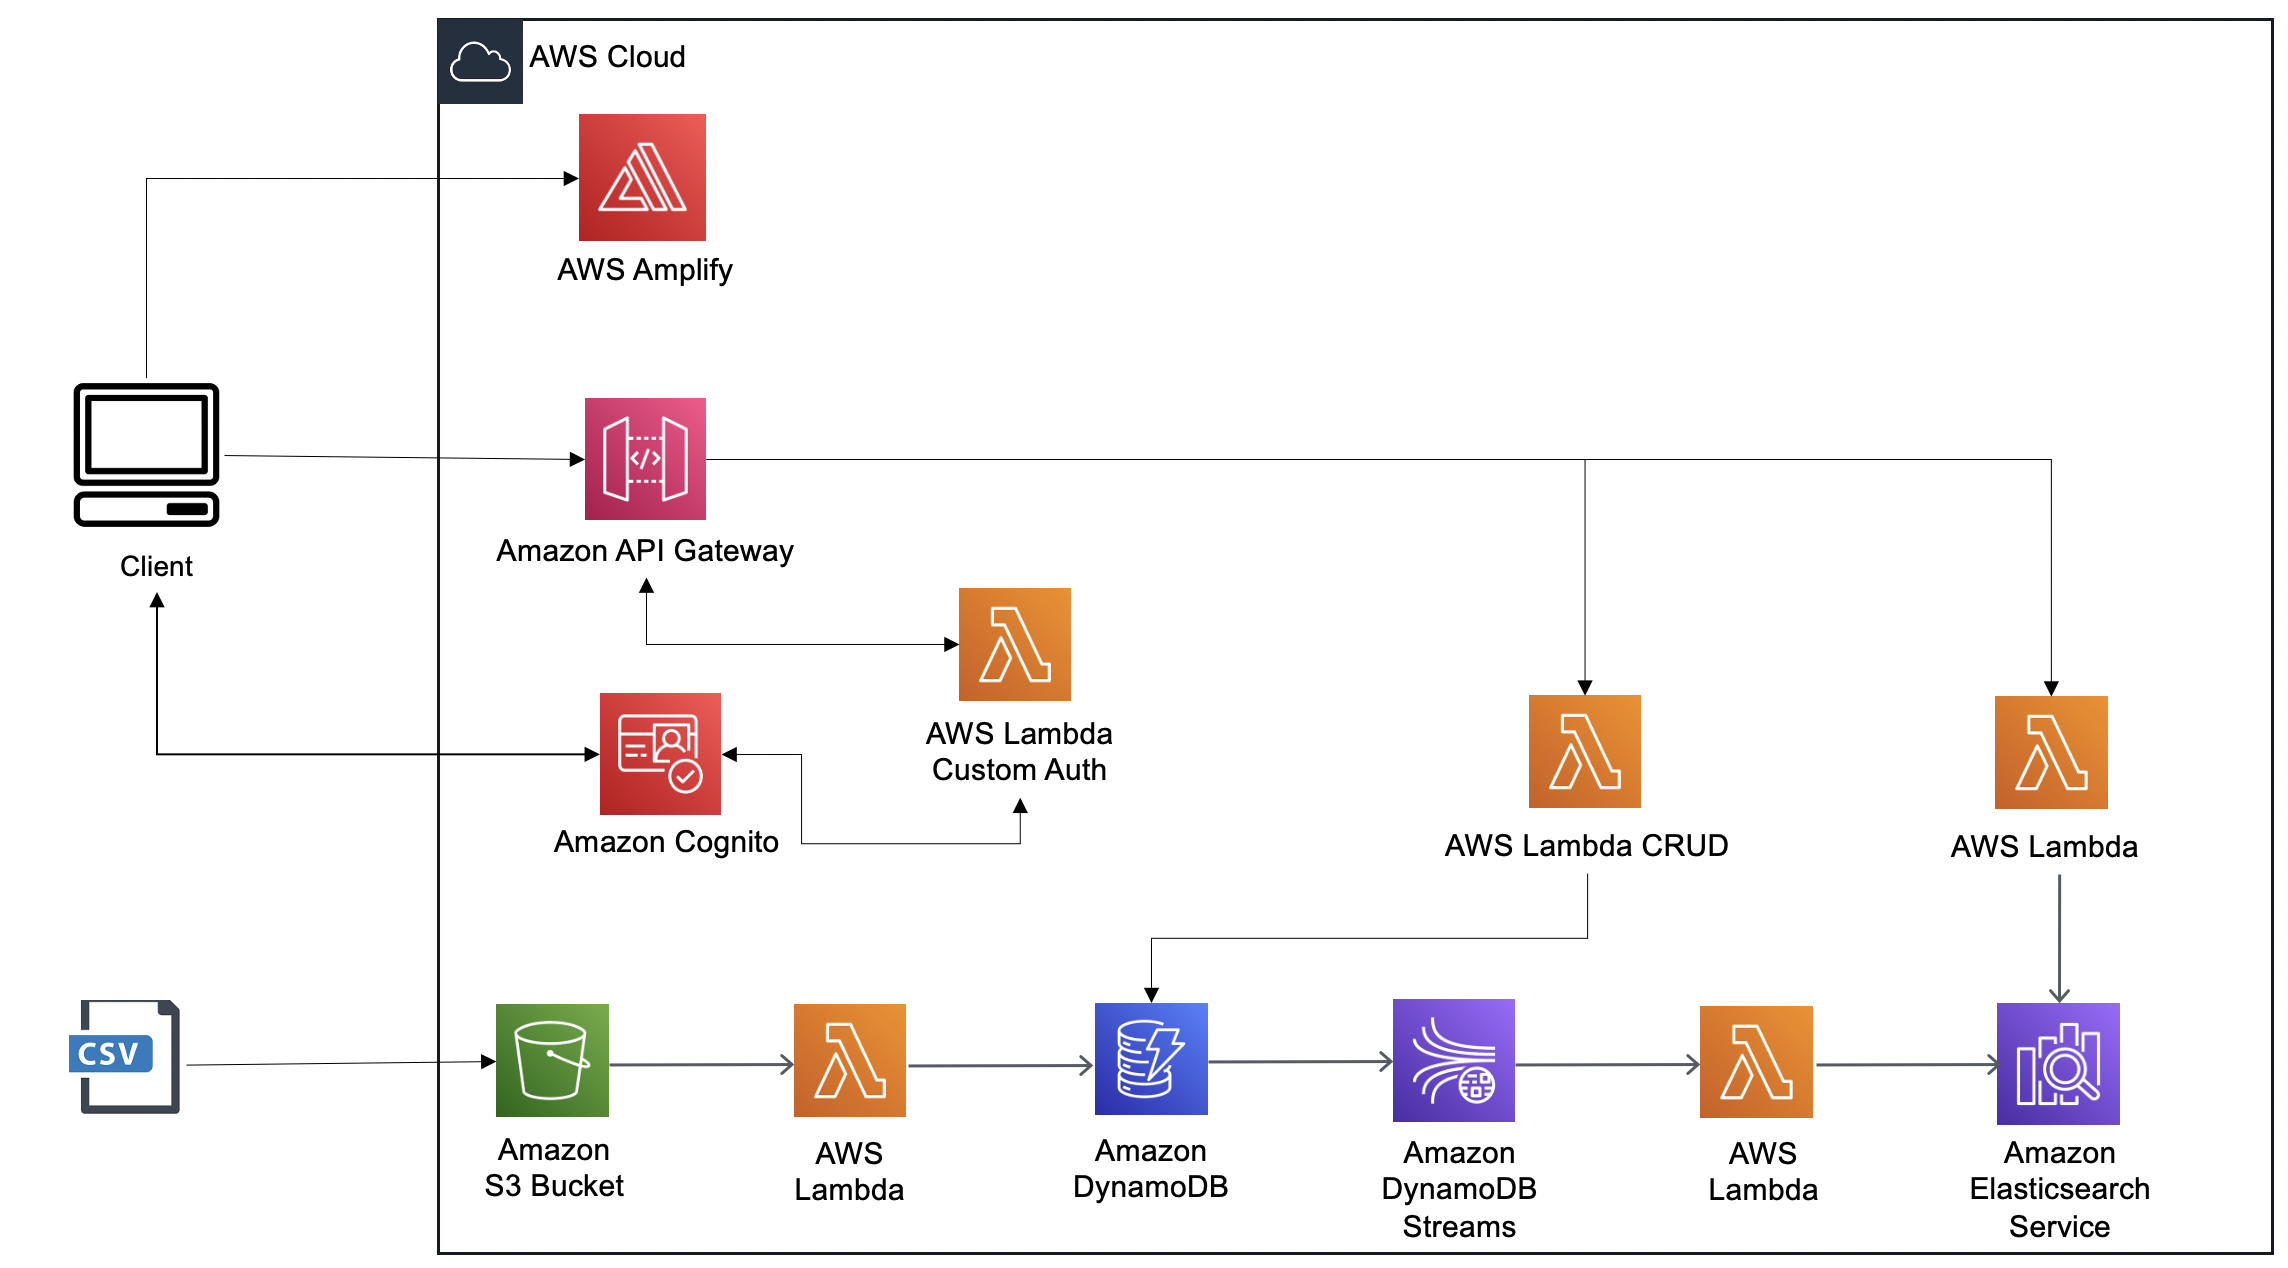 AWS Cloud
AWS Amplify
Amazon API Gateway
Client
AWS Lambda
Custom Auth
Amazon Cognito
AWS Lambda CRUD
AWS Lambda
CSV
Amazon
S3 Bucket
AWS
Lambda
Amazon
DynamoDB
Amazon
DynamoDB
Streams
AWS
Lambda
Amazon
Elasticsearch
Service